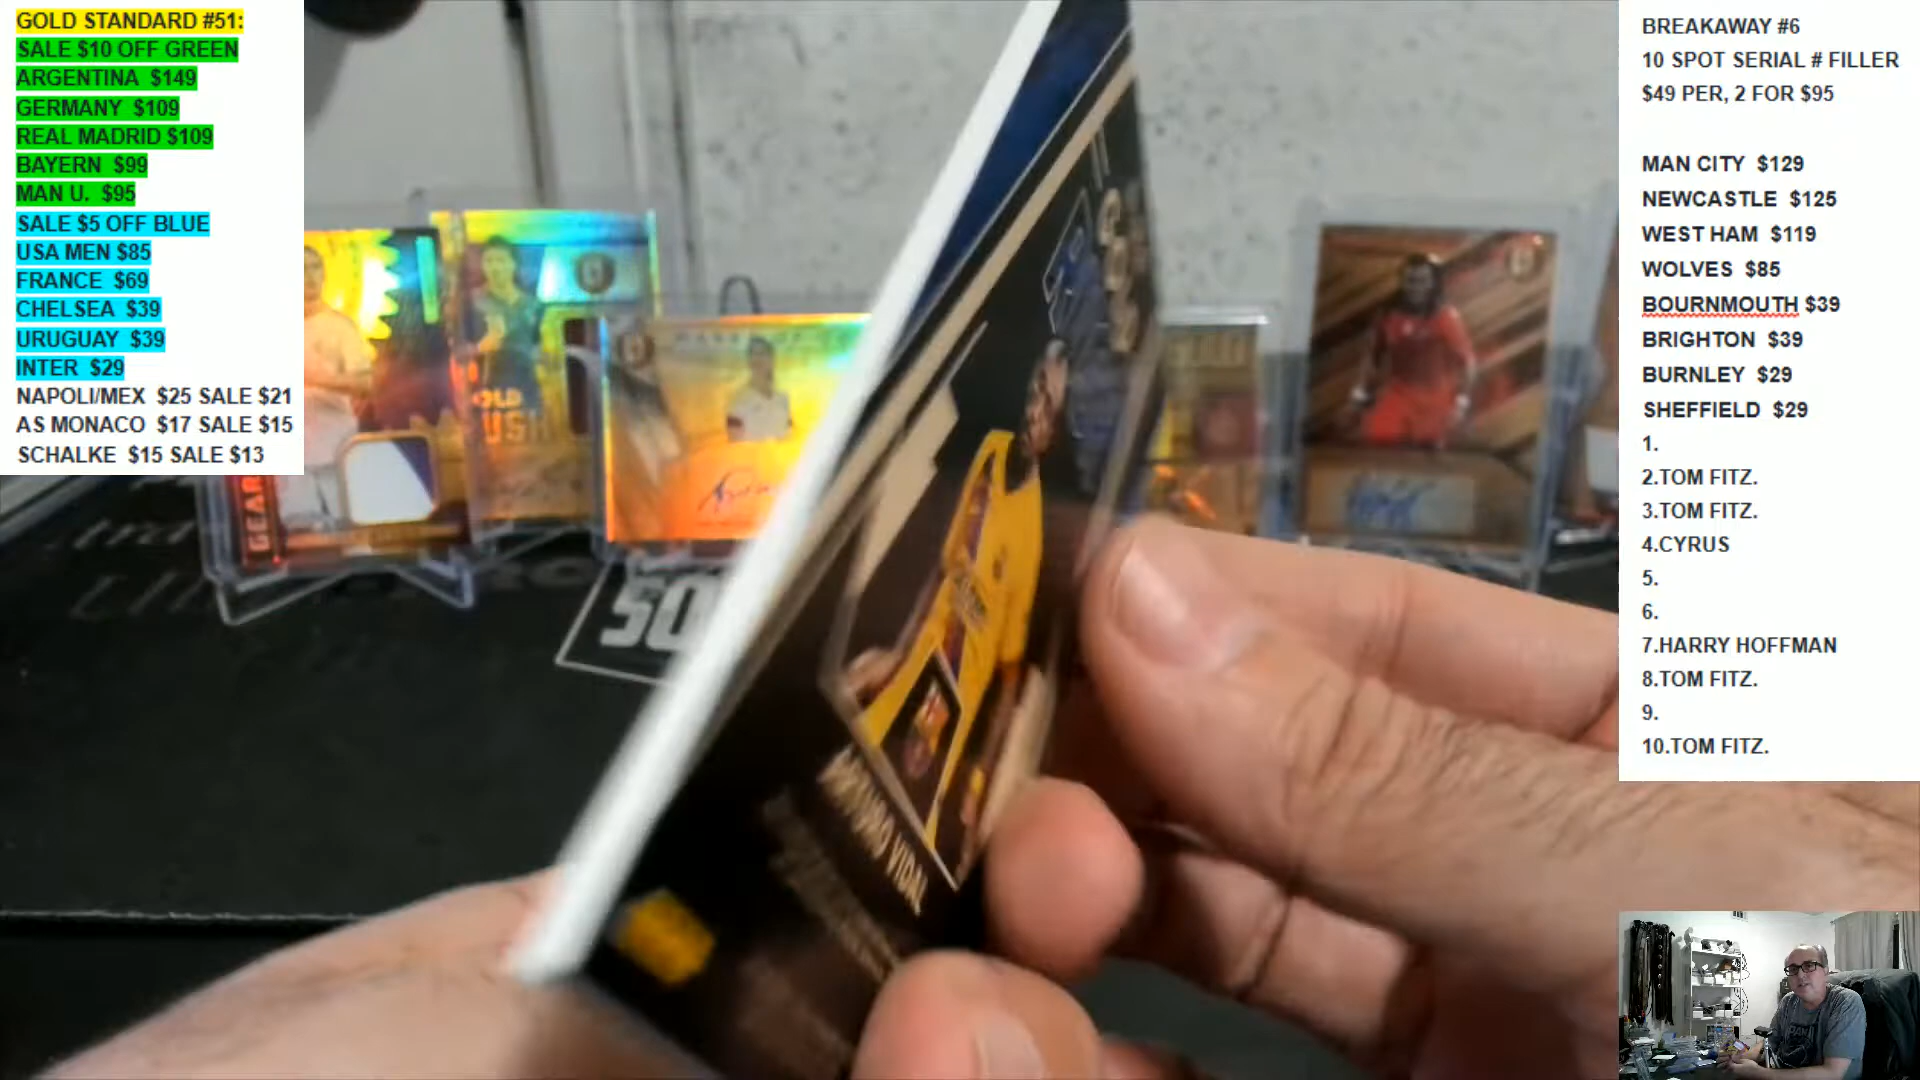 GOLD STANDARD #51:
SALE $10 OFF GREEN
ARGENTINA $149
GERMANY $109
REAL MADRID $109
BAYERN $99
MAN U. $95
SALE $5 OFF BLUE
USA MEN $85
FRANCE $69
CHELSEA $39
URUGUAY $39
INTER $29
NAPOLI/MEX $25 SALE $21
AS MONACO $17 SALE $15
SCHALKE $15 SALE $13
BREAKAWAY #6
10 SPOT SERIAL # FILLER
$49 PER, 2 FOR $95
MAN CITY $129
NEWCASTLE $125
WEST HAM $119
WOLVES $85
BOURNMOUTH $39
BRIGHTON $39
BURNLEY $29
SHEFFIELD $29
1.
2.TOM FITZ.
3.TOM FITZ.
4.CYRUS
5.
6.
7.HARRY HOFFMAN
8.TOM FITZ.
9.
10.TOM FITZ.
VIDAL
GEAR
SO